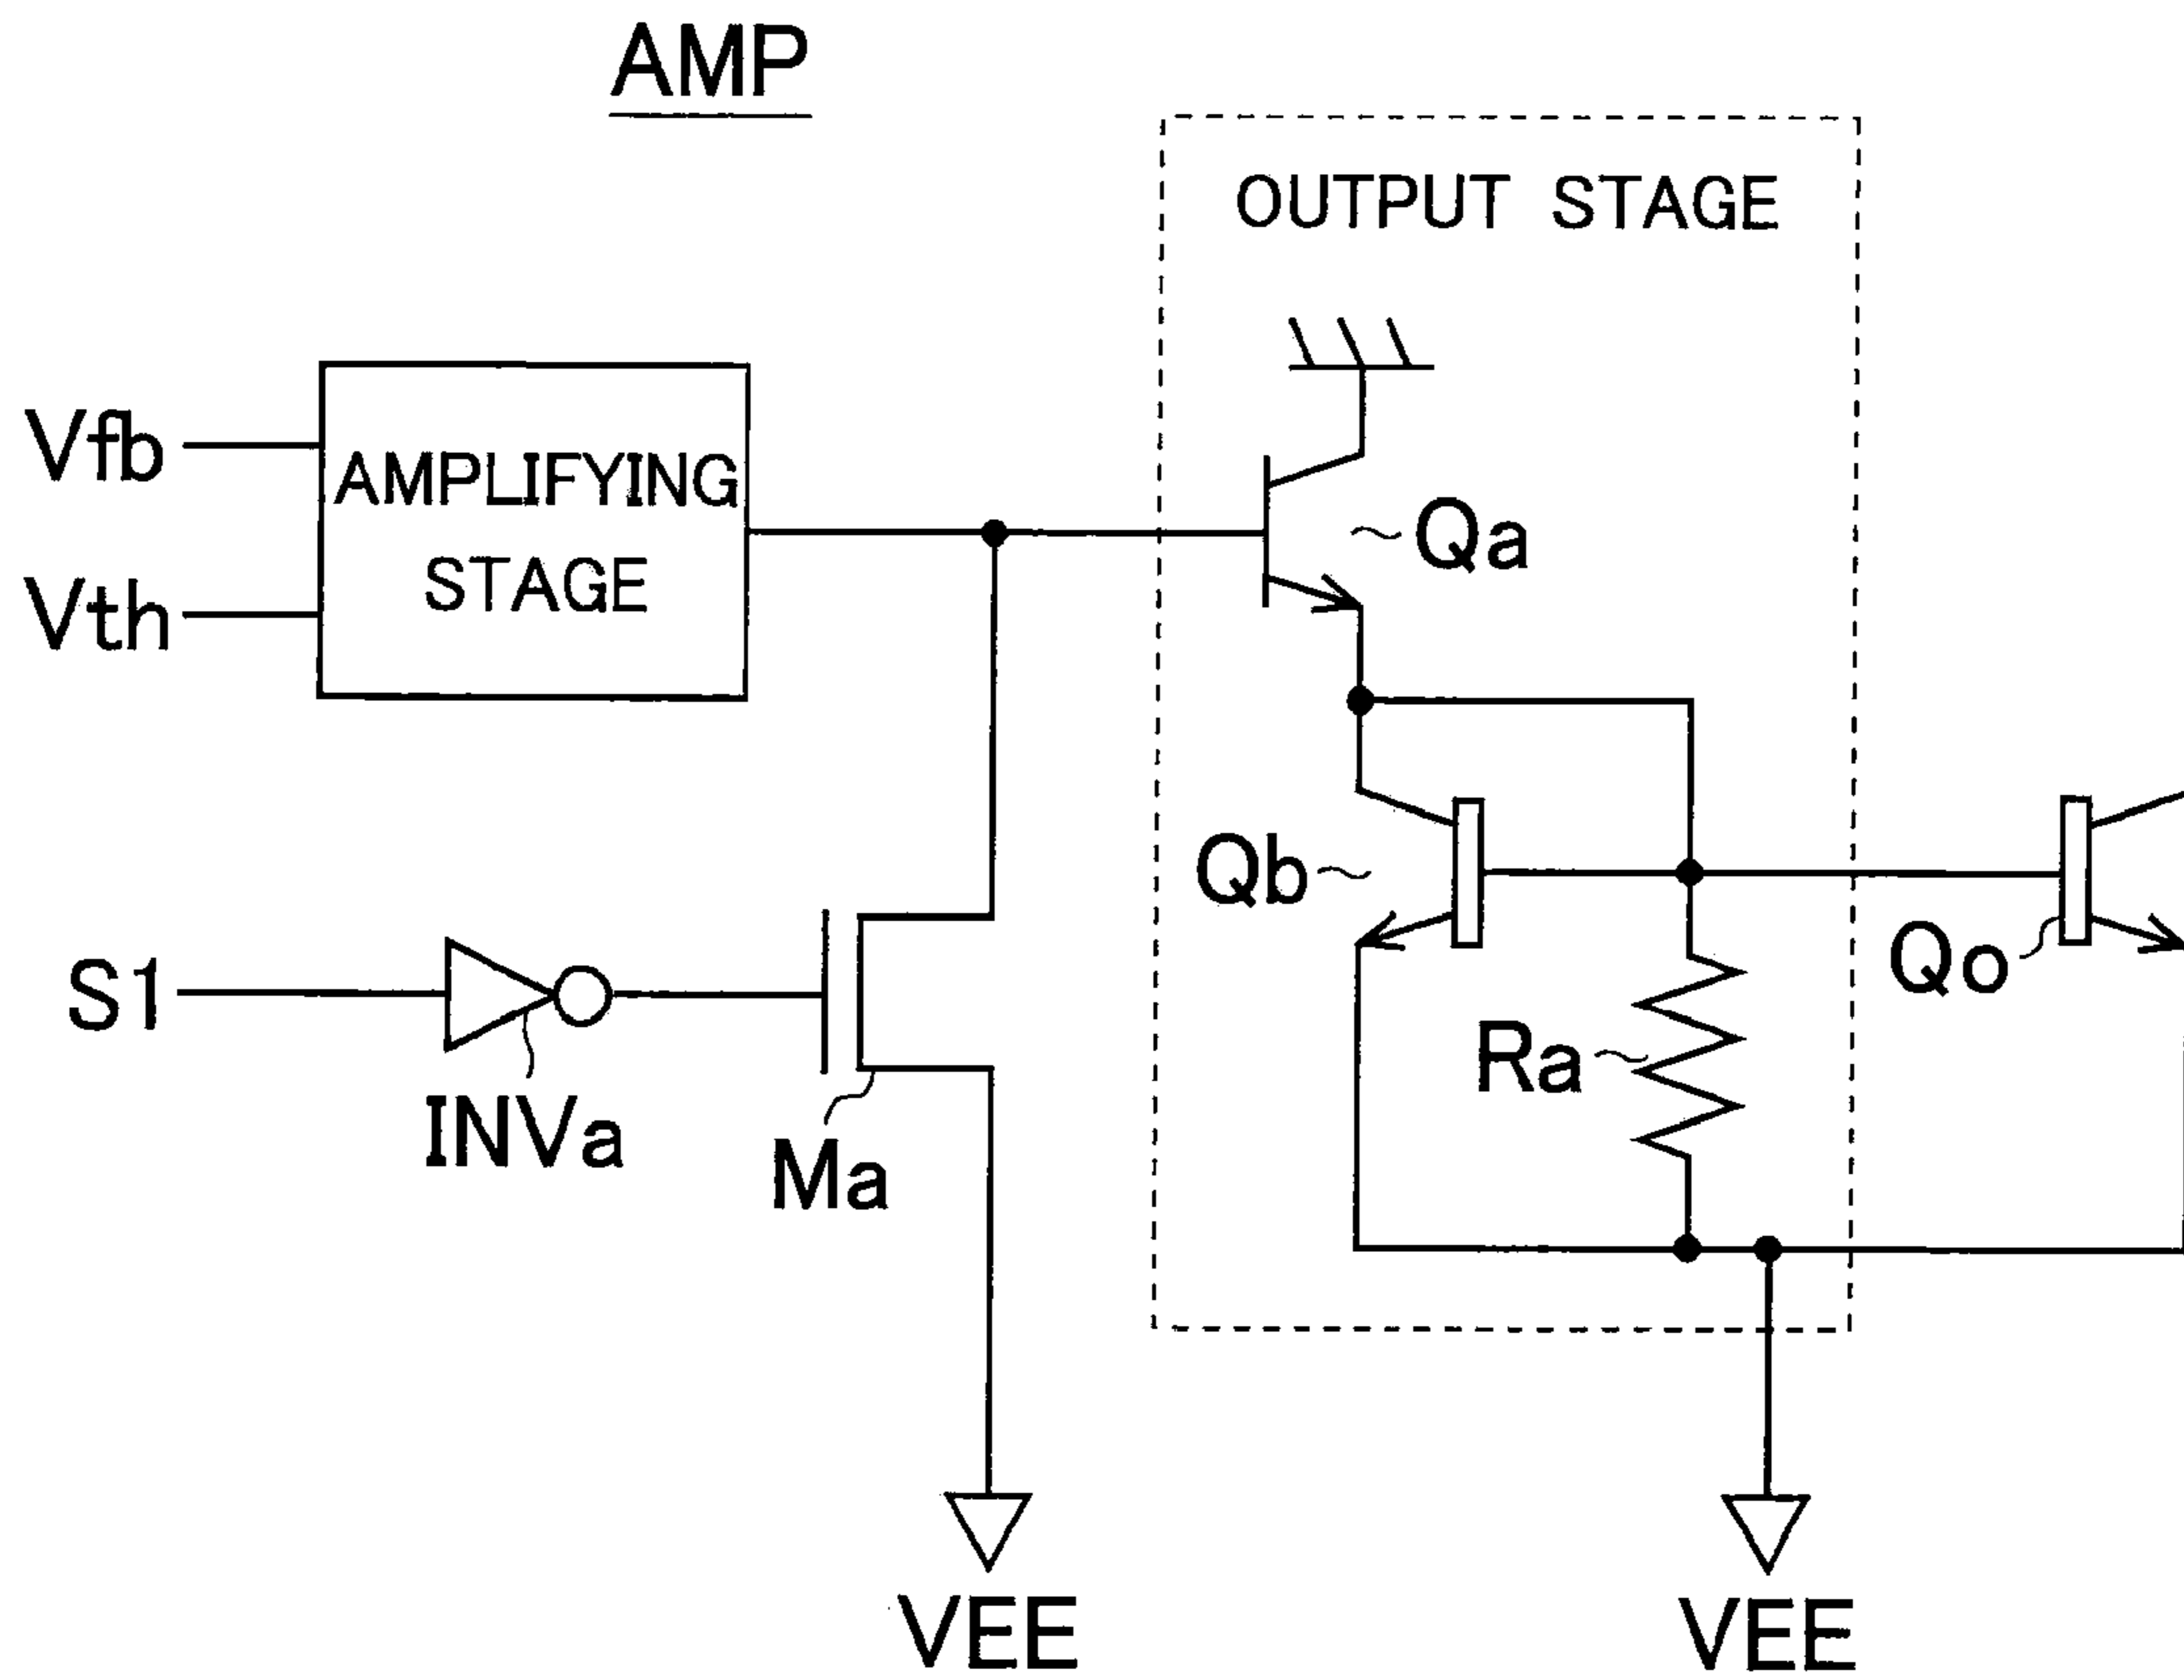 AMP
OUTPUT STAGE
Vfb
AMPLIFYING
STAGE
Vth
Qa
Qb
Qo
S1
Ra
INVa
Ma
VEE
VEE